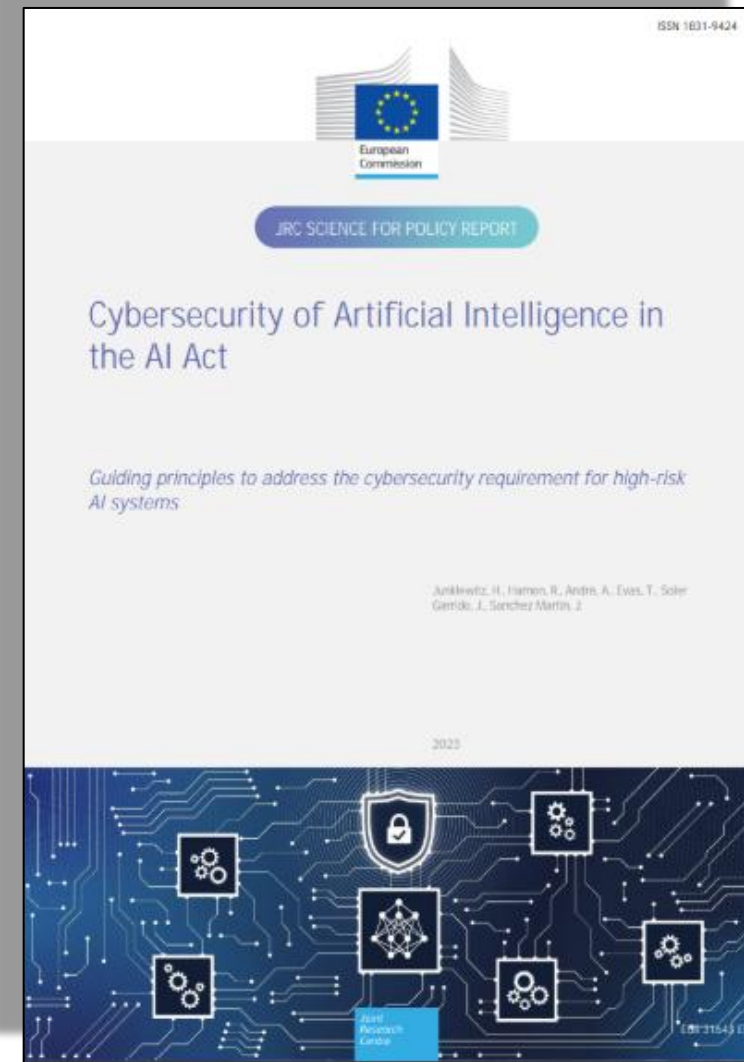 ISSN 1831-9424
European
Commission
JRC SCIENCE FOR POLICY REPORT
Cybersecurity of Artificial Intelligence in
the AI Act
Guiding principles to address the cybersecurity requirement for high-risk
AI systems
Junklewitz, H., Hamon, R., André, A., Evas, T., Soler
Garrido, J., Sanchez Martin, J.
2023
Joint
Research
Centre
EUR 31643 E